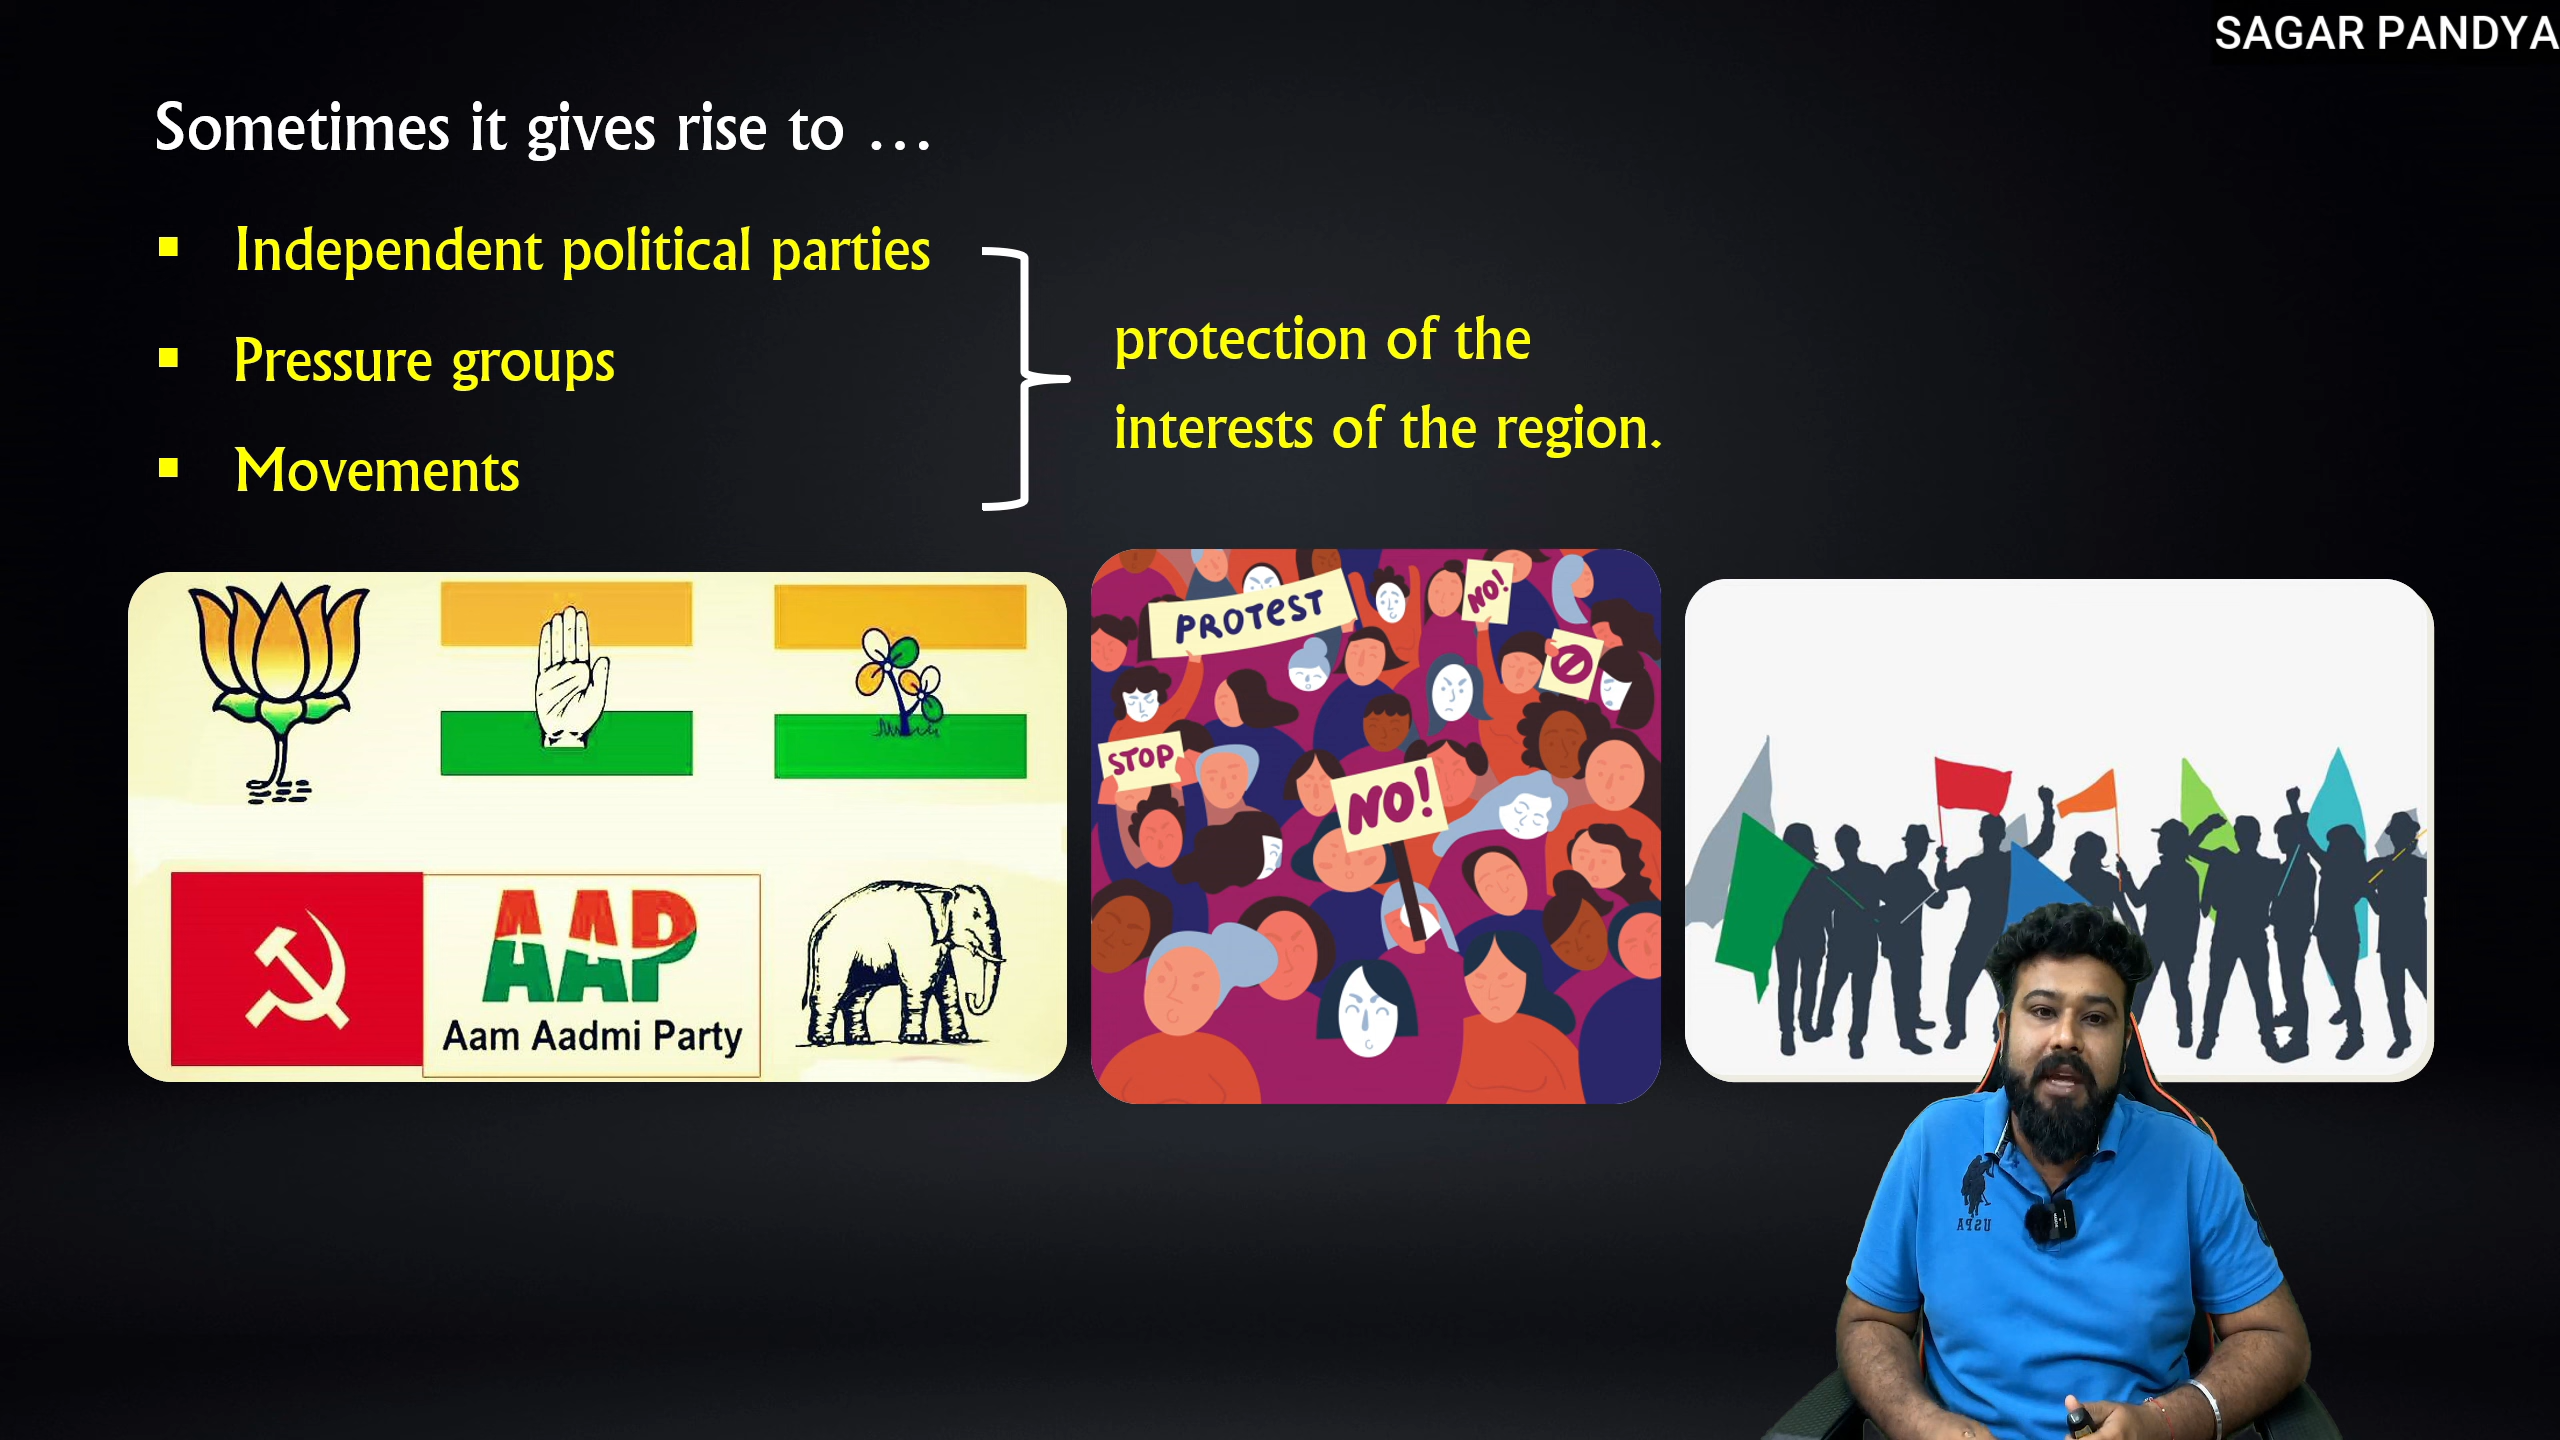 SAGAR PANDYA
Sometimes it gives rise to ...
▪ Independent political parties
▪ Pressure groups
▪ Movements
protection of the
interests of the region.
PROTEST
NO!
STOP
NO!
AAP
Aam Aadmi Party
USPA